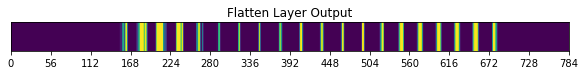 Flatten Layer Output
0 56 112 168 224 280 336 392 448 504 560 616 672 728 784